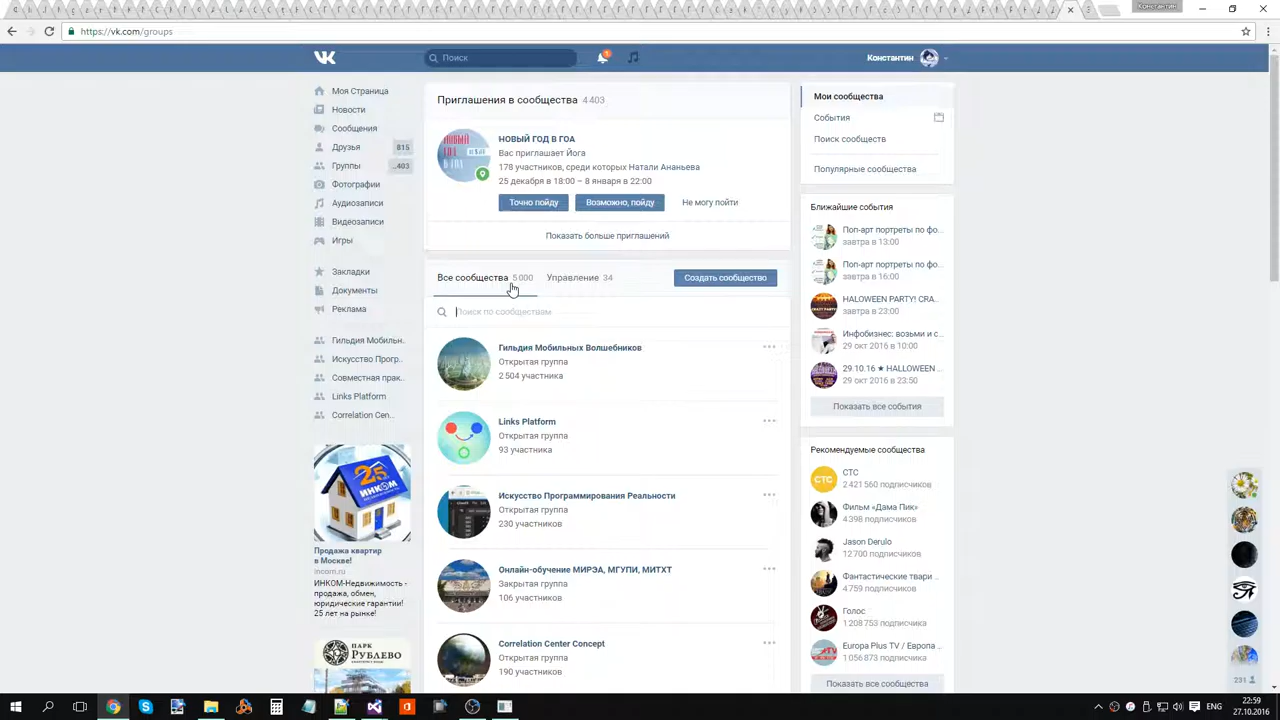 Константин
https://vk.com/groups
Поиск
1
Константин
Моя Страница
Новости
Сообщения
Друзья
815
Группы
..403
Фотографии
Аудиозаписи
Видеозаписи
Игры
Закладки
Документы
Реклама
Гильдия Мобильн..
Искусство Прогр..
Совместная прак..
Links Platform
Correlation Cen...
25
ИНКОМ
Продажа квартир
в Москве!
incom.ru
ИНКОМ-Недвижимость -
продажа, обмен,
юридические гарантии!
25 лет на рынке!
ПАРК
РУБЛЕВО
Приглашения в сообщества 4 403
НОВЫЙ
ГОД В
НОВЫЙ ГОД В ГОА
Вас приглашает Йога
178 участников, среди которых Натали Ананьева
25 декабря в 18:00 – 8 января в 22:00
Точно пойду
Возможно, пойду
Не могу пойти
Показать больше приглашений
Все сообщества 5 000
Управление 34
Создать сообщество
Поиск по сообществам
Гильдия Мобильных Волшебников
Открытая группа
2 504 участника
Links Platform
Открытая группа
93 участника
Искусство Программирования Реальности
Открытая группа
230 участников
Онлайн-обучение МИРЭА, МГУПИ, МИТХТ
Закрытая группа
106 участников
Correlation Center Concept
Открытая группа
190 участников
Мои сообщества
События
Поиск сообществ
Популярные сообщества
Ближайшие события
Поп-арт портреты по фо...
завтра в 13:00
Поп-арт портреты по фо...
завтра в 16:00
HALOWEEN PARTY! CRA...
завтра в 23:00
Инфобизнес: возьми и с...
29 окт 2016 в 10:00
29.10.16 ★ HALLOWEEN ...
29 окт 2016 в 23:50
Показать все события
Рекомендуемые сообщества
СТС
СТС
2 421 560 подписчиков
Фильм «Дама Пик»
4 398 подписчиков
Jason Derulo
12 700 подписчиков
Фантастические твари ...
4 759 подписчиков
Голос
1 208 753 подписчика
Europa Plus TV / Европа ...
1 056 873 подписчика
Показать все сообщества
231
ENG
22:59
27.10.2016